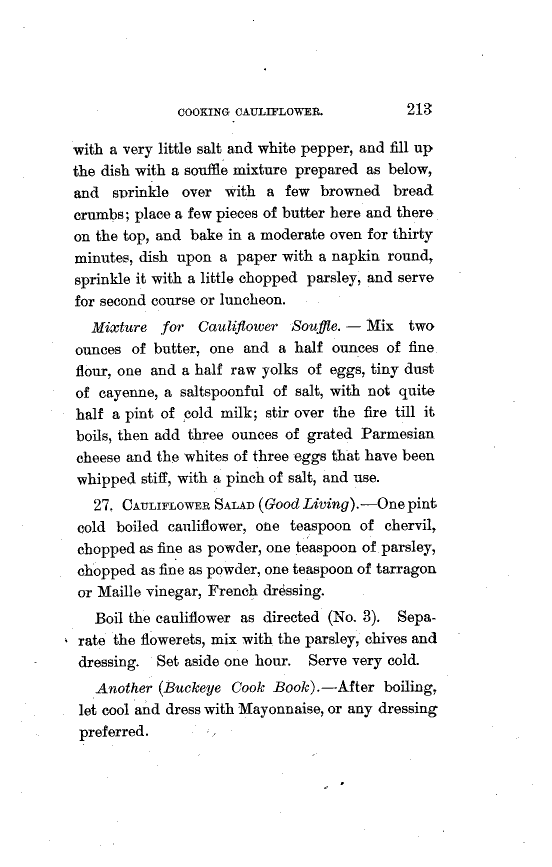 COOKING CAULIFLOWER. 213
with a very little salt and white pepper, and fill up
the dish with a souffle mixture prepared as below,
and sprinkle over with a few browned bread
crumbs; place a few pieces of butter here and there
on the top, and bake in a moderate oven for thirty
minutes, dish upon a paper with a napkin round,
sprinkle it with a little chopped parsley, and serve
for second course or luncheon.
Mixture for Cauliflower Souffle. — Mix two
ounces of butter, one and a half ounces of fine
flour, one and a half raw yolks of eggs, tiny dust
of cayenne, a saltspoonful of salt, with not quite
half a pint of cold milk; stir over the fire till it
boils, then add three ounces of grated Parmesan
cheese and the whites of three eggs that have been
whipped stiff, with a pinch of salt, and use.
27. CAULIFLOWER SALAD (Good Living).—One pint
cold boiled cauliflower, one teaspoon of chervil,
chopped as fine as powder, one teaspoon of parsley,
chopped as fine as powder, one teaspoon of tarragon
or Maille vinegar, French dressing.
Boil the cauliflower as directed (No. 3). Sepa-
rate the flowerets, mix with the parsley, chives and
dressing. Set aside one hour. Serve very cold.
Another (Buckeye Cook Book).—After boiling,
let cool and dress with Mayonnaise, or any dressing
preferred.